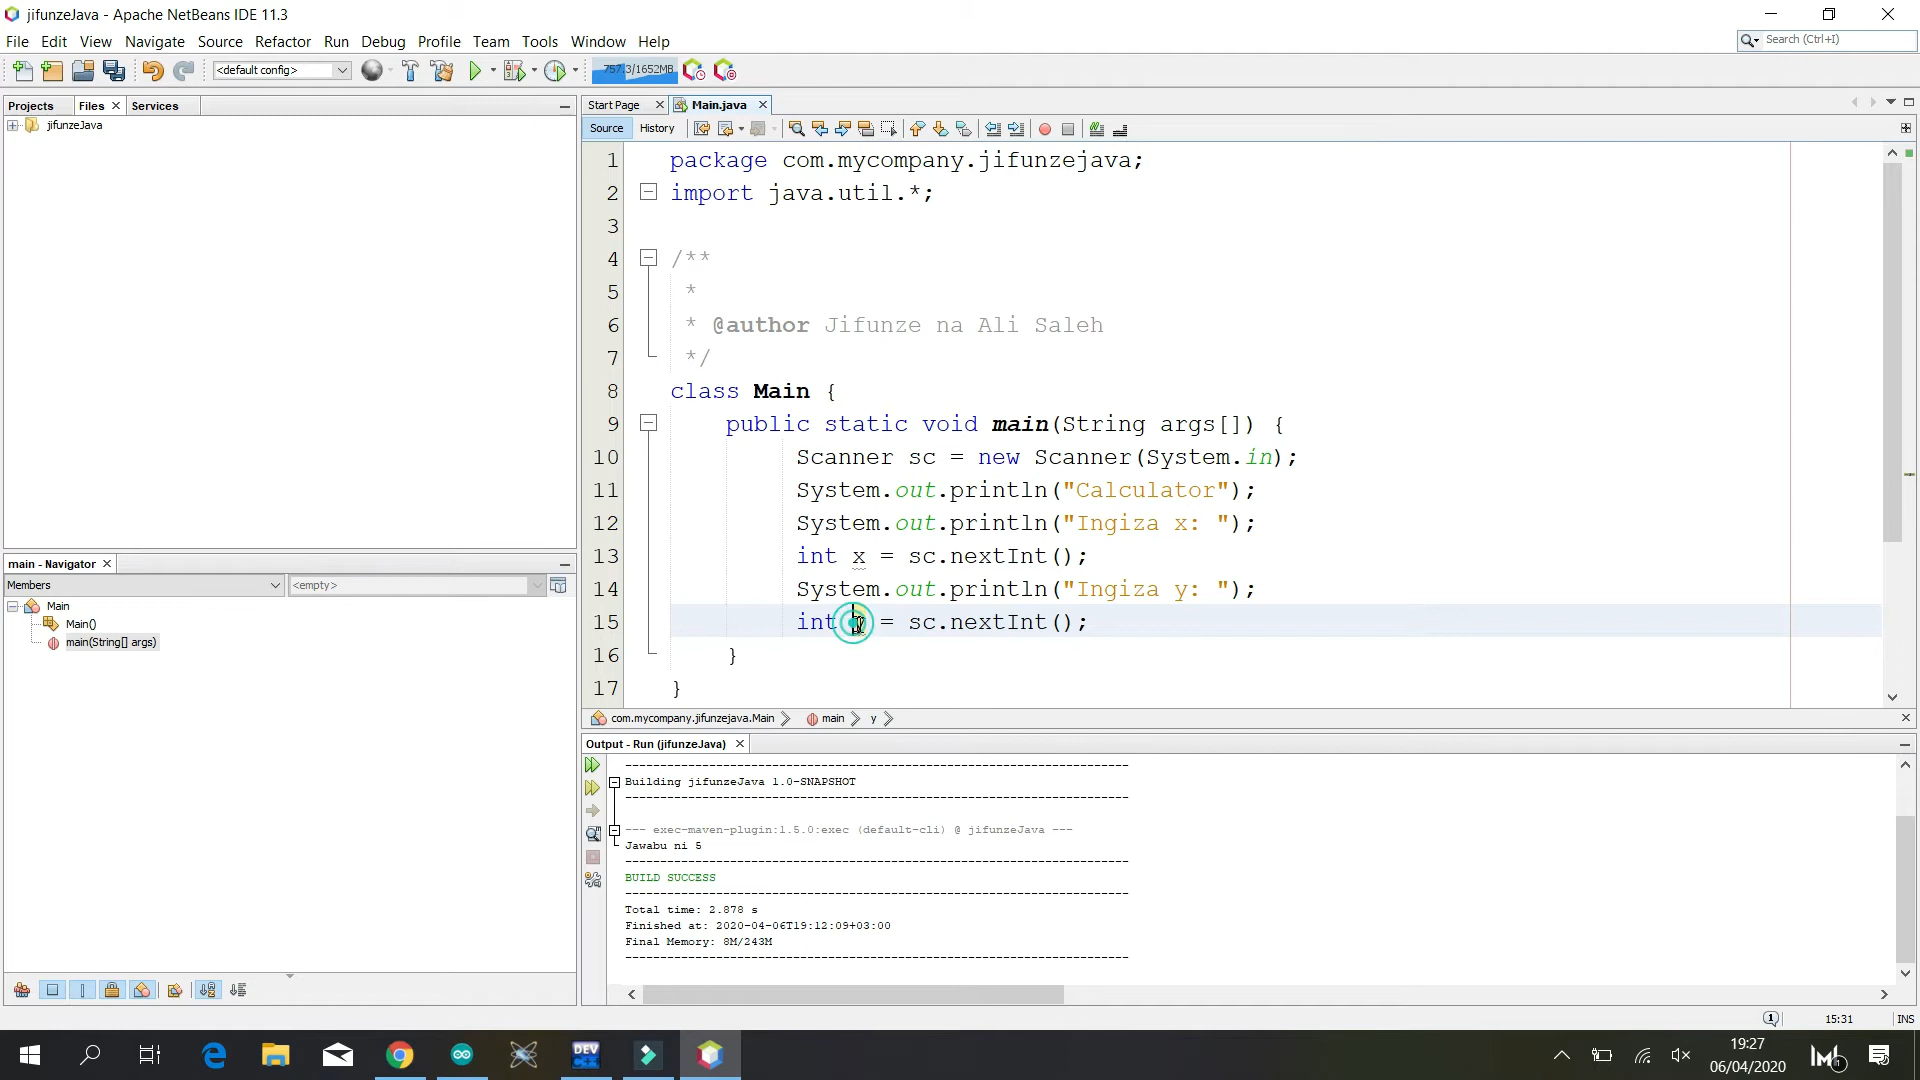 jifunzeJava - Apache NetBeans IDE 11.3
File Edit View Navigate Source Refactor Run Debug Profile Team Tools Window Help
Search (Ctrl+I)
<default config>
757.3/1652MB
Projects Files Services
Start Page Main.java
jifunzeJava
Source History
1 package com.mycompany.jifunzejava;
2 import java.util.*;
3
4 /**
5 *
6 * @author Jifunze na Ali Saleh
7 */
8 class Main {
9 public static void main(String args[]) {
10 Scanner sc = new Scanner(System.in);
11 System.out.println("Calculator");
12 System.out.println("Ingiza x: ");
13 int x = sc.nextInt();
14 System.out.println("Ingiza y: ");
15 int y = sc.nextInt();
16 }
17 }
main - Navigator
Members <empty>
Main
Main()
main(String[] args)
com.mycompany.jifunzejava.Main main y
Output - Run (jifunzeJava)
------------------------------------------------------------------------
Building jifunzeJava 1.0-SNAPSHOT
------------------------------------------------------------------------
--- exec-maven-plugin:1.5.0:exec (default-cli) @ jifunzeJava ---
Jawabu ni 5
------------------------------------------------------------------------
BUILD SUCCESS
------------------------------------------------------------------------
Total time: 2.878 s
Finished at: 2020-04-06T19:12:09+03:00
Final Memory: 8M/243M
------------------------------------------------------------------------
1 15:31 INS
DEV C++
19:27
06/04/2020
1